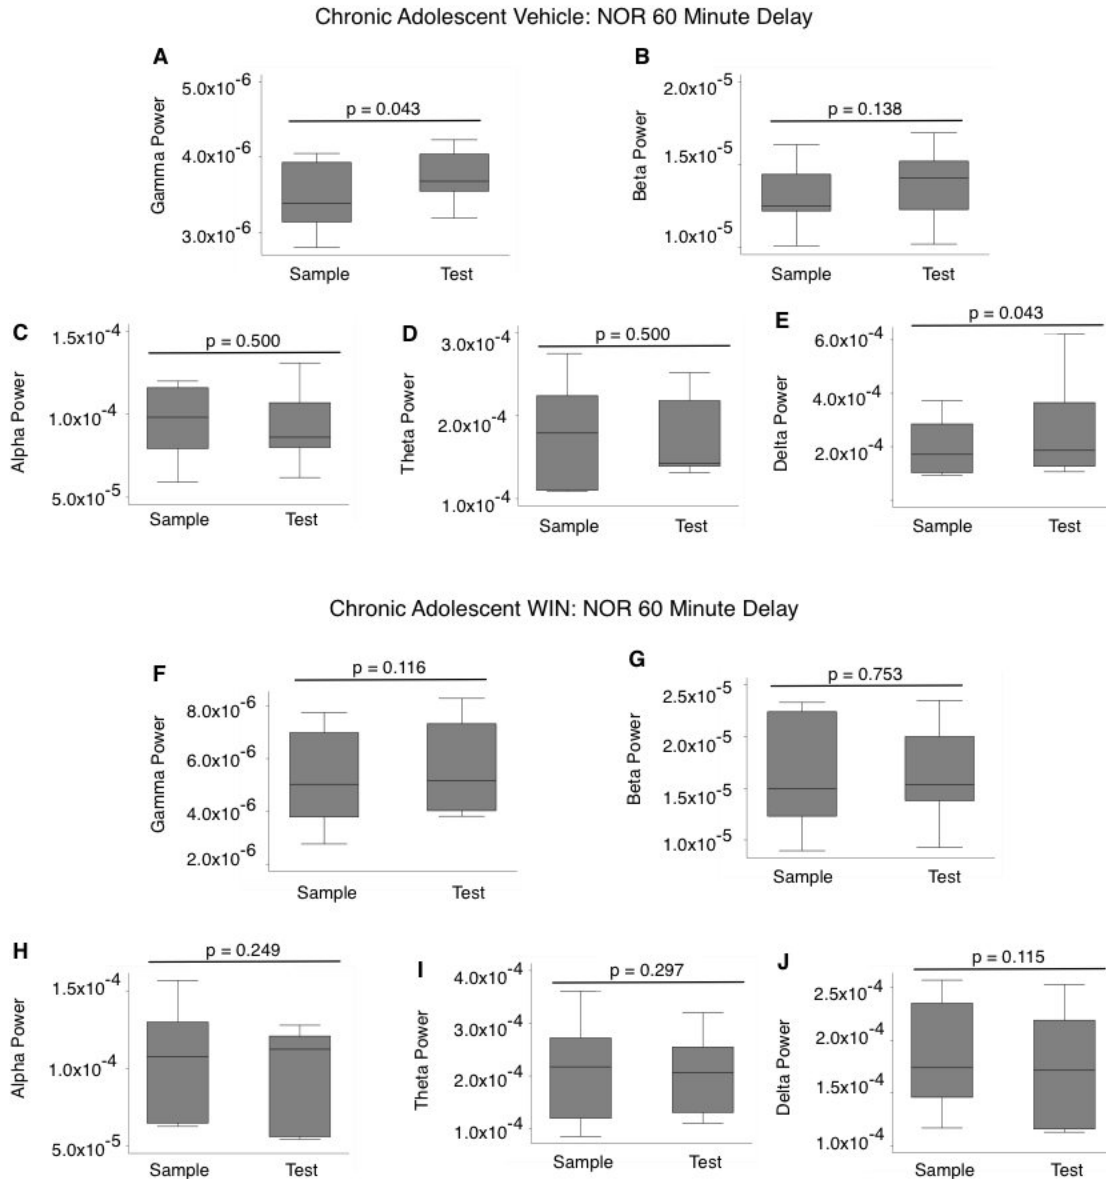 Chronic Adolescent Vehicle: NOR 60 Minute Delay
A
Gamma Power
5.0x10-6
4.0x10-6
3.0x10-6
p = 0.043
Sample Test
B
Beta Power
2.0x10-5
1.5x10-5
1.0x10-5
p = 0.138
Sample Test
C
Alpha Power
1.5x10-4
1.0x10-4
5.0x10-5
p = 0.500
Sample Test
D
Theta Power
3.0x10-4
2.0x10-4
1.0x10-4
p = 0.500
Sample Test
E
Delta Power
6.0x10-4
4.0x10-4
2.0x10-4
p = 0.043
Sample Test
Chronic Adolescent WIN: NOR 60 Minute Delay
F
Gamma Power
8.0x10-6
6.0x10-6
4.0x10-6
2.0x10-6
p = 0.116
Sample Test
G
Beta Power
2.5x10-5
2.0x10-5
1.5x10-5
1.0x10-5
p = 0.753
Sample Test
H
Alpha Power
1.5x10-4
1.0x10-4
5.0x10-5
p = 0.249
Sample Test
I
Theta Power
4.0x10-4
3.0x10-4
2.0x10-4
1.0x10-4
p = 0.297
Sample Test
J
Delta Power
2.5x10-4
2.0x10-4
1.5x10-4
1.0x10-4
p = 0.115
Sample Test